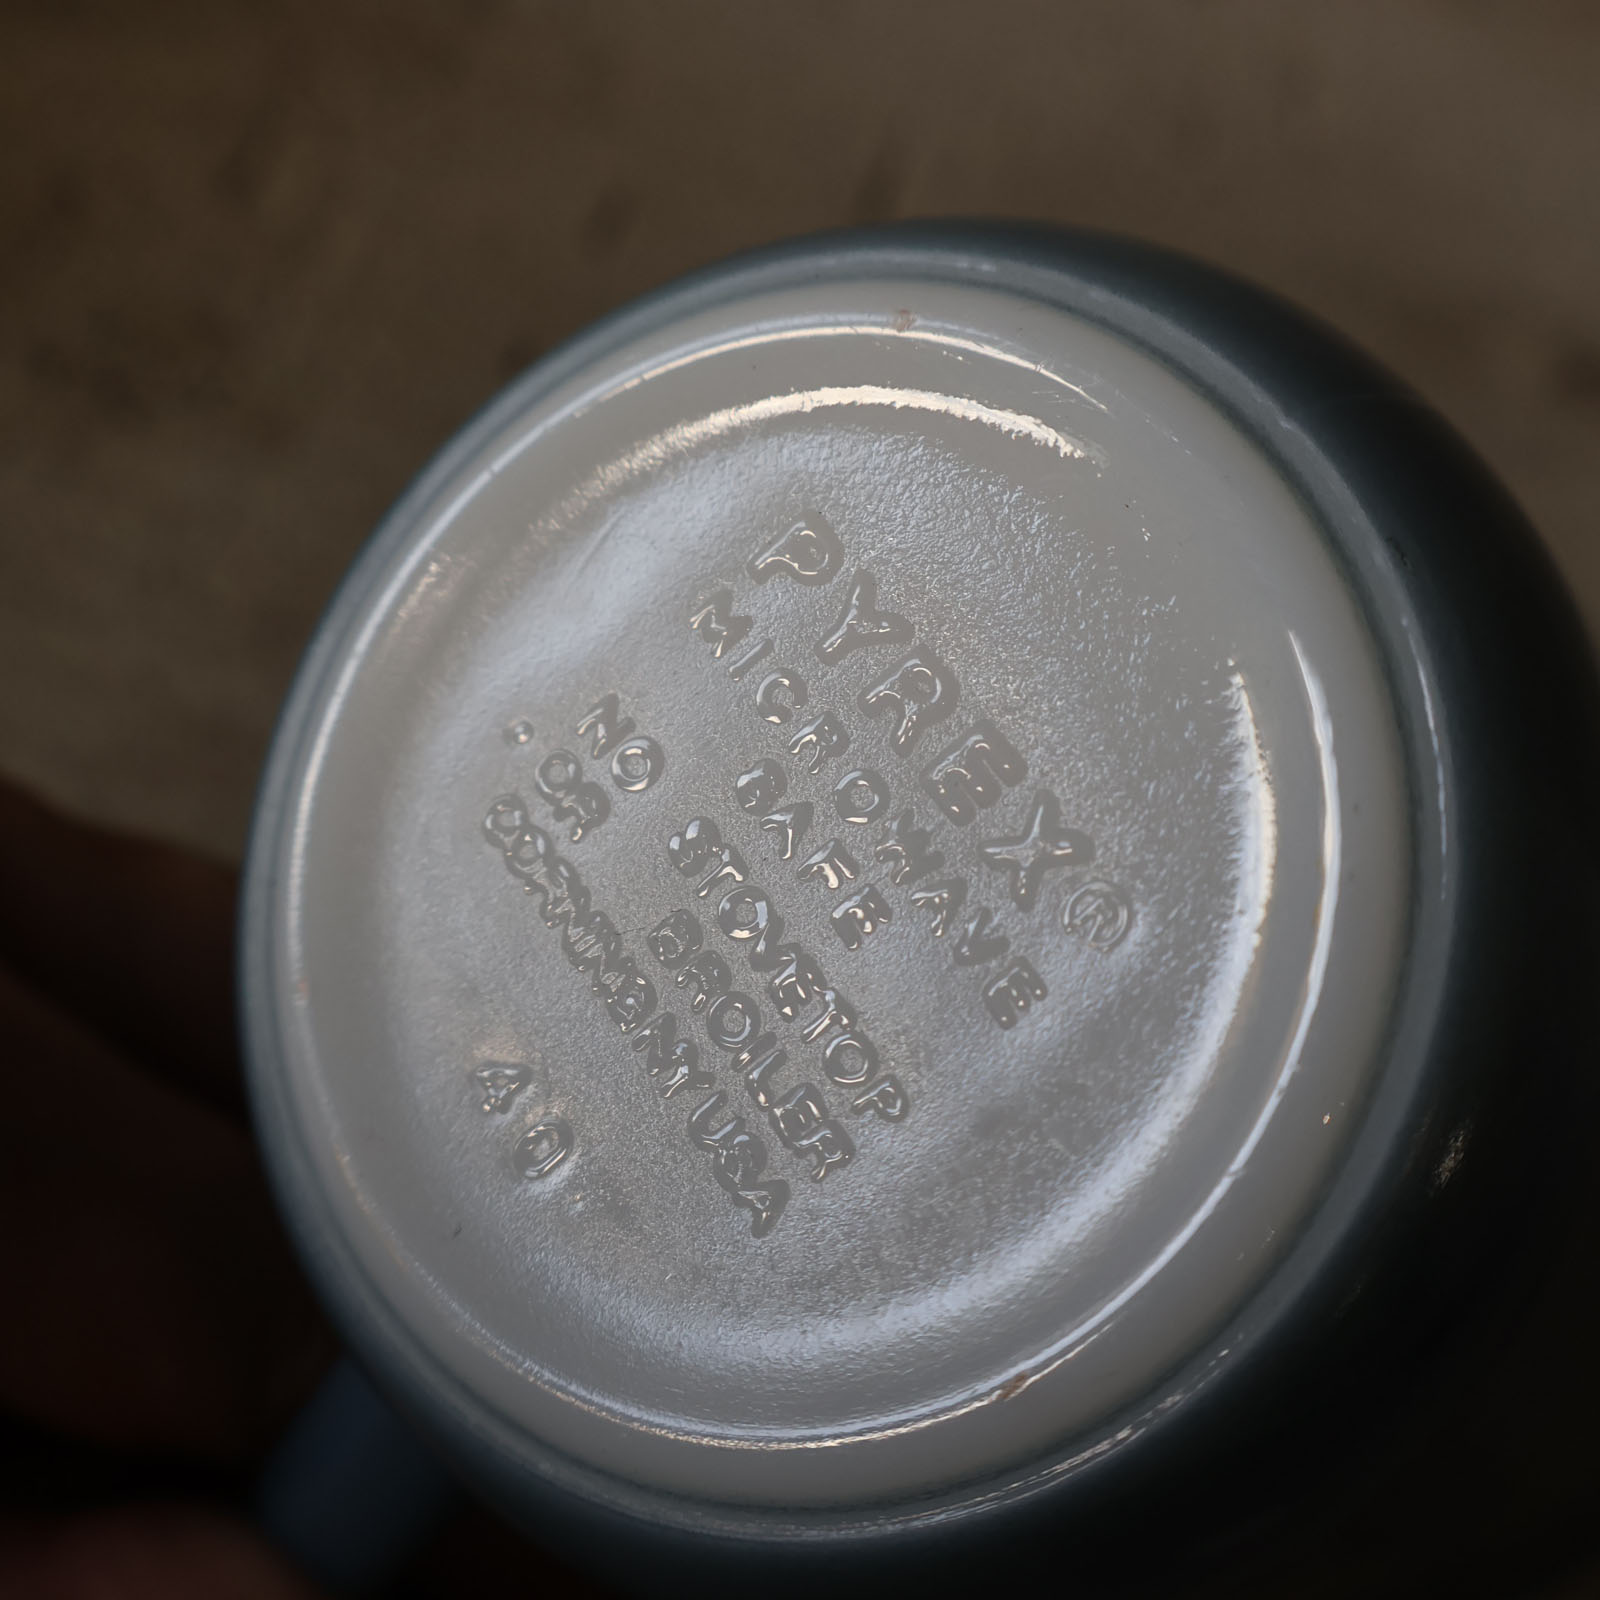 PYREX®
MICROWAVE
SAFE
NO STOVETOP
OR BROILER
CORNING NY USA
40